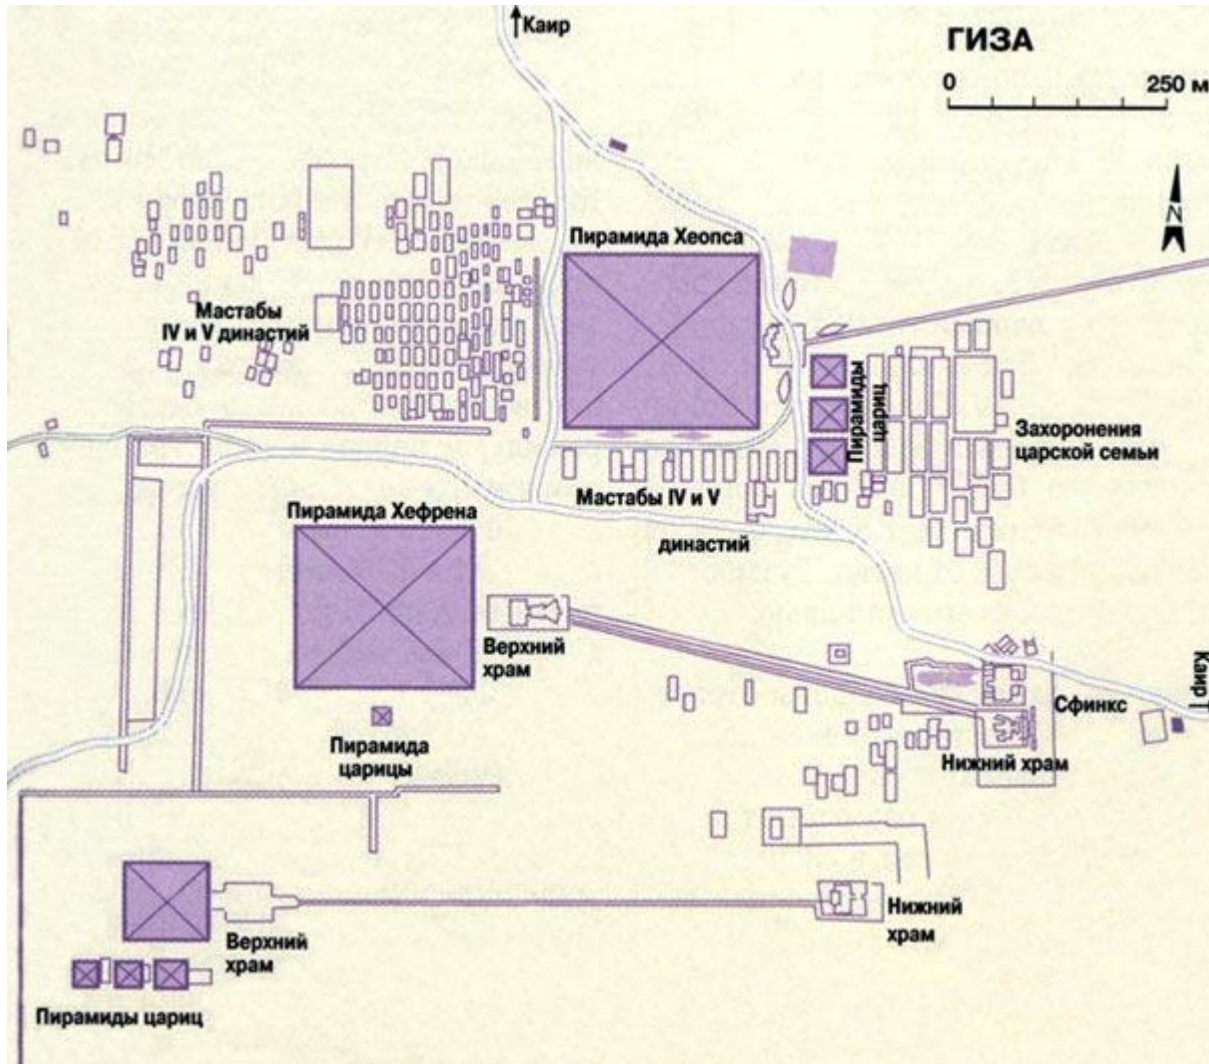 Каир
ГИЗА
0 250 м
N
Пирамида Хеопса
Мастабы
IV и V династий
Пирамиды
цариц
Захоронения
царской семьи
Мастабы IV и V
династий
Пирамида Хефрена
Верхний
храм
Каир
Сфинкс
Нижний храм
Пирамида
царицы
Нижний
храм
Верхний
храм
Пирамиды цариц